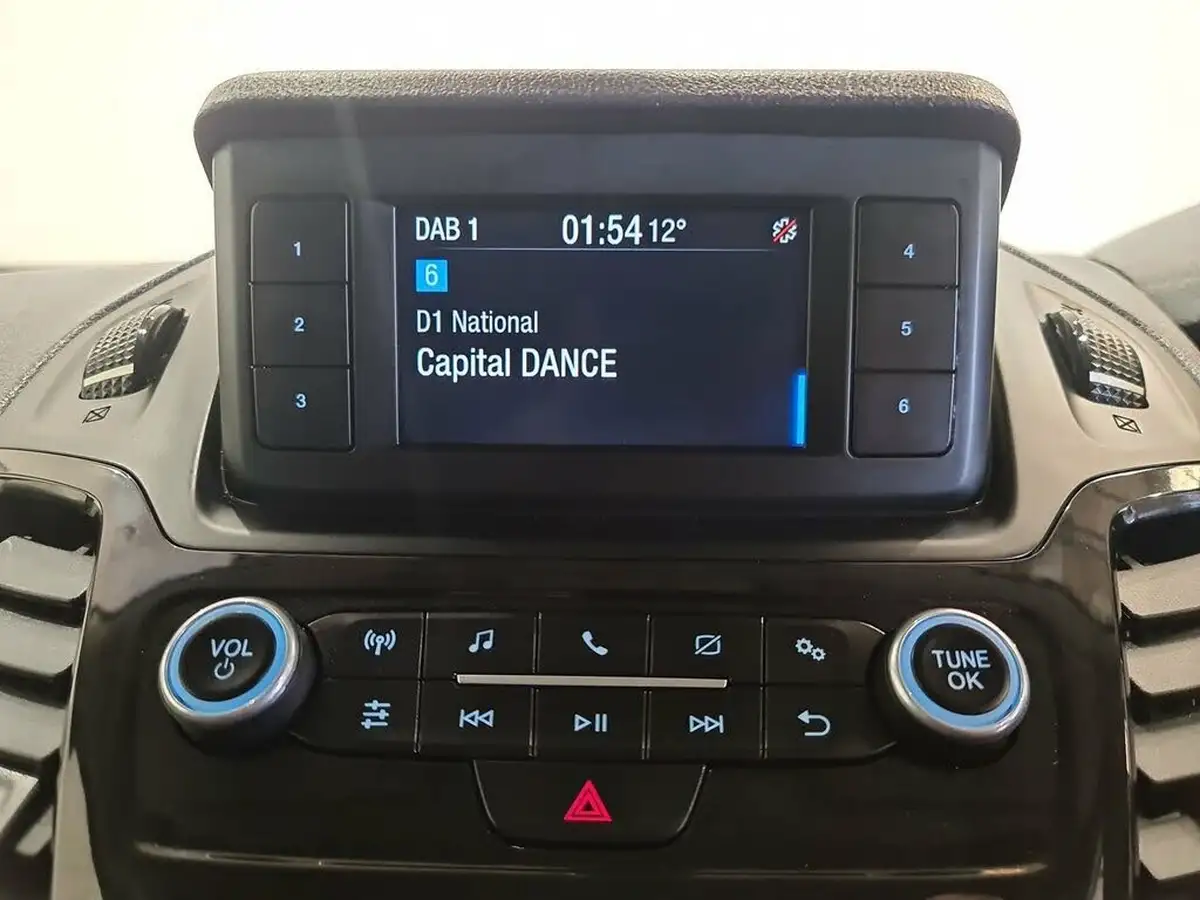 DAB 1 01:54 12°
6
D1 National
Capital DANCE
1
2
3
4
5
6
VOL
TUNE
OK